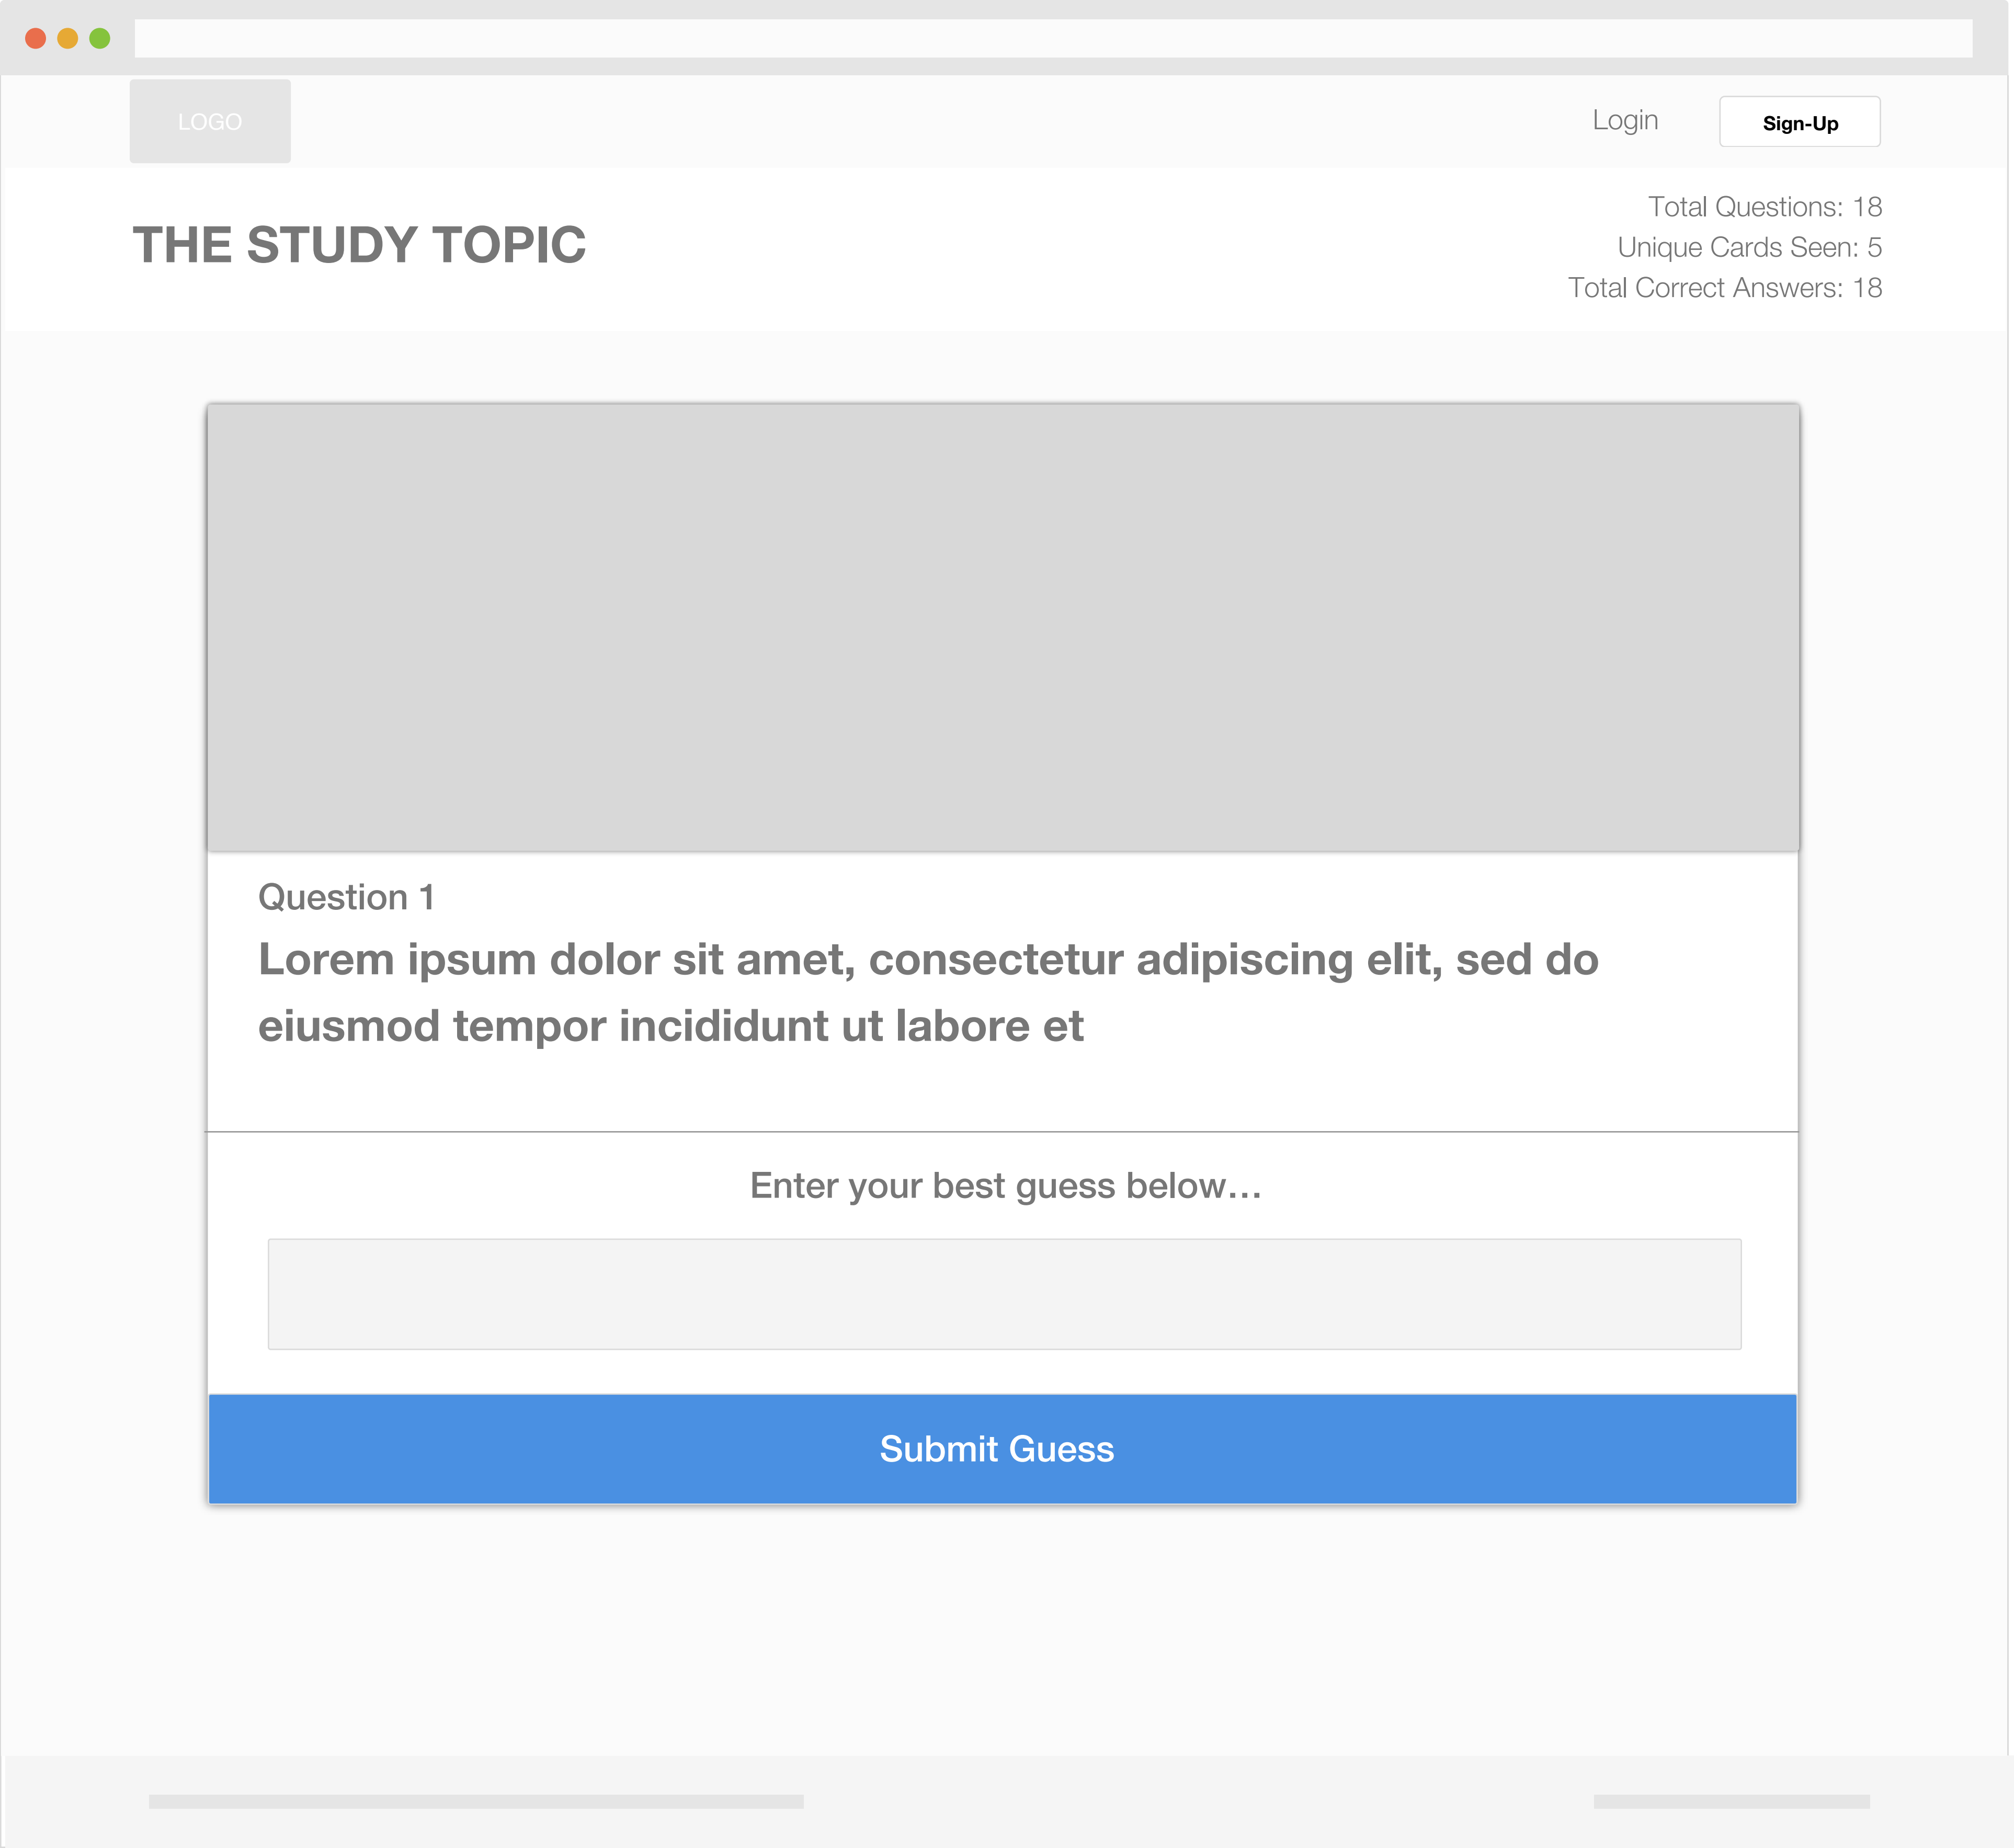 LOGO
Login
Sign-Up
THE STUDY TOPIC
Total Questions: 18
Unique Cards Seen: 5
Total Correct Answers: 18
Question 1
Lorem ipsum dolor sit amet, consectetur adipiscing elit, sed do
eiusmod tempor incididunt ut labore et
Enter your best guess below...
Submit Guess